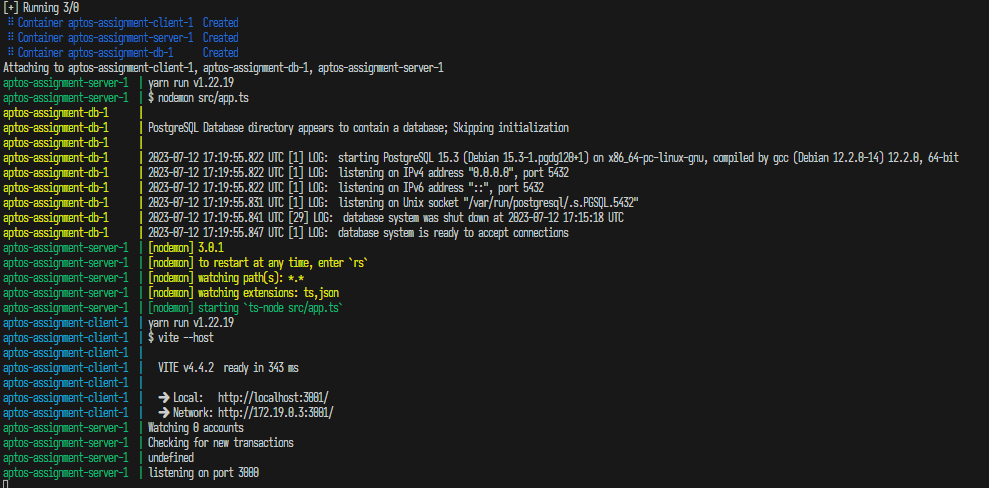 [+] Running 3/0
⠿ Container aptos-assignment-client-1  Created
⠿ Container aptos-assignment-server-1  Created
⠿ Container aptos-assignment-db-1      Created
Attaching to aptos-assignment-client-1, aptos-assignment-db-1, aptos-assignment-server-1
aptos-assignment-server-1  | yarn run v1.22.19
aptos-assignment-server-1  | $ nodemon src/app.ts
aptos-assignment-db-1      |
aptos-assignment-db-1      | PostgreSQL Database directory appears to contain a database; Skipping initialization
aptos-assignment-db-1      |
aptos-assignment-db-1      | 2023-07-12 17:19:55.822 UTC [1] LOG:  starting PostgreSQL 15.3 (Debian 15.3-1.pgdg120+1) on x86_64-pc-linux-gnu, compiled by gcc (Debian 12.2.0-14) 12.2.0, 64-bit
aptos-assignment-db-1      | 2023-07-12 17:19:55.822 UTC [1] LOG:  listening on IPv4 address "0.0.0.0", port 5432
aptos-assignment-db-1      | 2023-07-12 17:19:55.822 UTC [1] LOG:  listening on IPv6 address "::", port 5432
aptos-assignment-db-1      | 2023-07-12 17:19:55.831 UTC [1] LOG:  listening on Unix socket "/var/run/postgresql/.s.PGSQL.5432"
aptos-assignment-db-1      | 2023-07-12 17:19:55.841 UTC [29] LOG:  database system was shut down at 2023-07-12 17:15:18 UTC
aptos-assignment-db-1      | 2023-07-12 17:19:55.847 UTC [1] LOG:  database system is ready to accept connections
aptos-assignment-server-1  | [nodemon] 3.0.1
aptos-assignment-server-1  | [nodemon] to restart at any time, enter `rs`
aptos-assignment-server-1  | [nodemon] watching path(s): *.*
aptos-assignment-server-1  | [nodemon] watching extensions: ts,json
aptos-assignment-server-1  | [nodemon] starting `ts-node src/app.ts`
aptos-assignment-client-1  | yarn run v1.22.19
aptos-assignment-client-1  | $ vite --host
aptos-assignment-client-1  |
aptos-assignment-client-1  |   VITE v4.4.2  ready in 343 ms
aptos-assignment-client-1  |
aptos-assignment-client-1  |   ➜ Local:   http://localhost:3001/
aptos-assignment-client-1  |   ➜ Network: http://172.19.0.3:3001/
aptos-assignment-server-1  | Watching 0 accounts
aptos-assignment-server-1  | Checking for new transactions
aptos-assignment-server-1  | undefined
aptos-assignment-server-1  | listening on port 3000